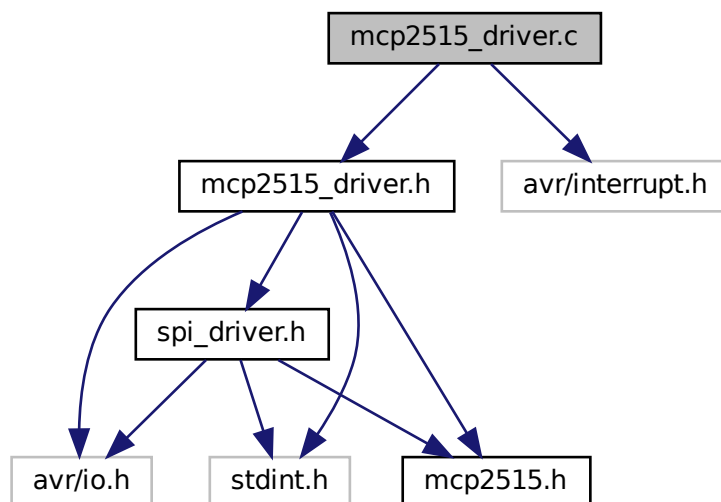 mcp2515_driver.c
mcp2515_driver.h
avr/interrupt.h
spi_driver.h
avr/io.h
stdint.h
mcp2515.h